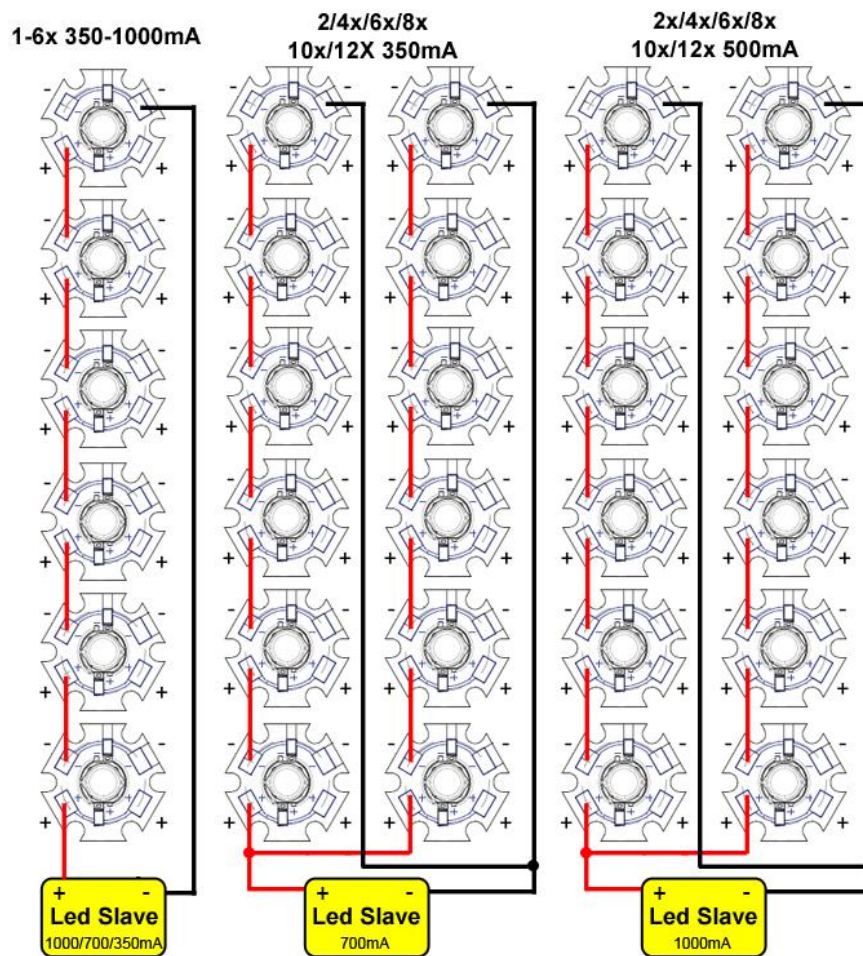 1-6x 350-1000mA
2/4x/6x/8x
10x/12X 350mA
2x/4x/6x/8x
10x/12x 500mA
+ -
Led Slave
1000/700/350mA
+ -
Led Slave
700mA
+ -
Led Slave
1000mA